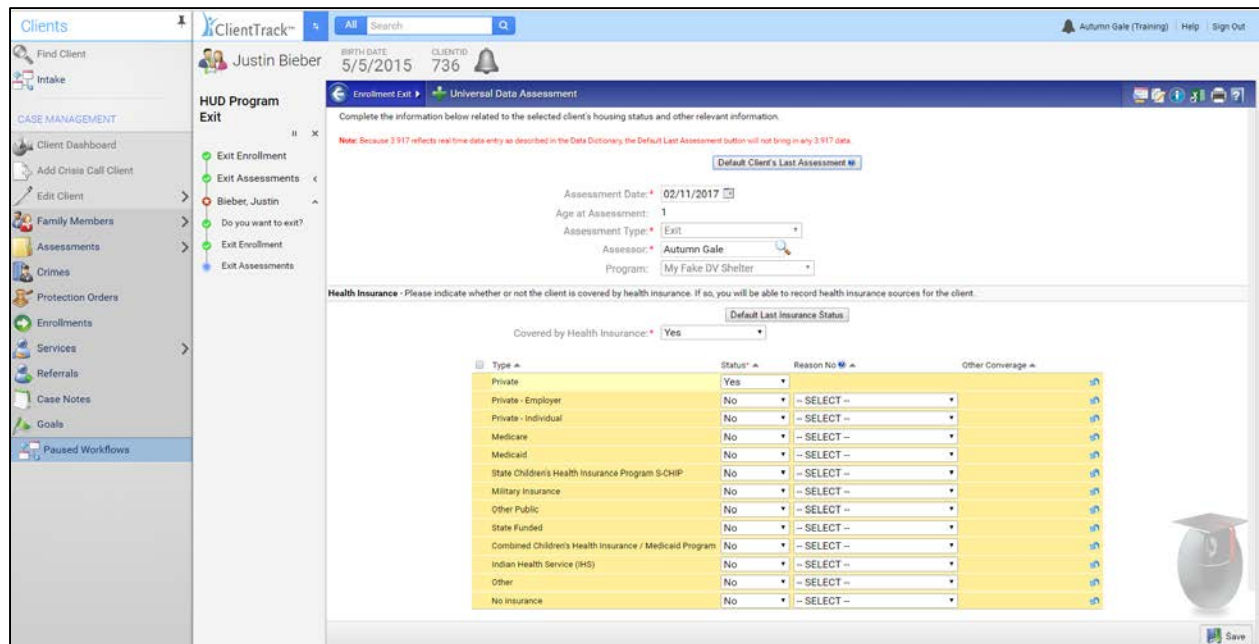 Clients
ClientTrack™
All Search
Autumn Gale (Training) Help Sign Out
Find Client
Intake
CASE MANAGEMENT
Client Dashboard
Add Crisis Call Client
Edit Client
Family Members
Assessments
Crimes
Protection Orders
Enrollments
Services
Referrals
Case Notes
Goals
Paused Workflows
Justin Bieber
BIRTH DATE
5/5/2015
CLIENTID
736
HUD Program
Exit
Exit Enrollment
Exit Assessments
Bieber, Justin
Do you want to exit?
Exit Enrollment
Exit Assessments
Enrollment Exit Universal Data Assessment
Complete the information below related to the selected client's housing status and other relevant information.
Note: Because 3.917 reflects real time data entry as described in the Data Dictionary, the Default Last Assessment button will not bring in any 3.917 data.
Default Client's Last Assessment
Assessment Date:* 02/11/2017
Age at Assessment: 1
Assessment Type:* Exit
Assessor:* Autumn Gale
Program: My Fake DV Shelter
Health Insurance - Please indicate whether or not the client is covered by health insurance. If so, you will be able to record health insurance sources for the client.
Default Last Insurance Status
Covered by Health Insurance:* Yes
Type Status* Reason No Other Converage
Private Yes
Private - Employer No -- SELECT --
Private - Individual No -- SELECT --
Medicare No -- SELECT --
Medicaid No -- SELECT --
State Children's Health Insurance Program S-CHIP No -- SELECT --
Military Insurance No -- SELECT --
Other Public No -- SELECT --
State Funded No -- SELECT --
Combined Children's Health Insurance / Medicaid Program No -- SELECT --
Indian Health Service (IHS) No -- SELECT --
Other No -- SELECT --
No insurance No -- SELECT --
Save